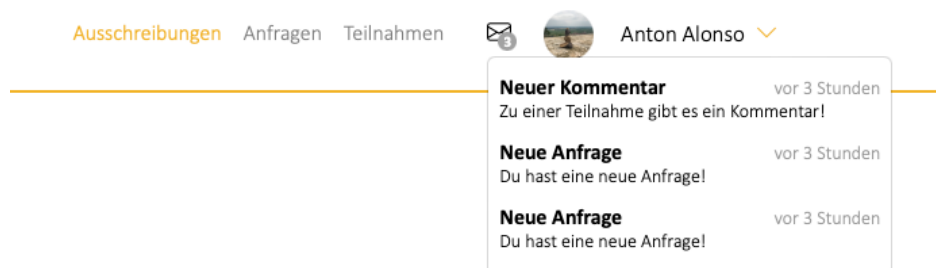 Ausschreibungen Anfragen Teilnahmen 3 Anton Alonso
Neuer Kommentar vor 3 Stunden
Zu einer Teilnahme gibt es ein Kommentar!
Neue Anfrage vor 3 Stunden
Du hast eine neue Anfrage!
Neue Anfrage vor 3 Stunden
Du hast eine neue Anfrage!